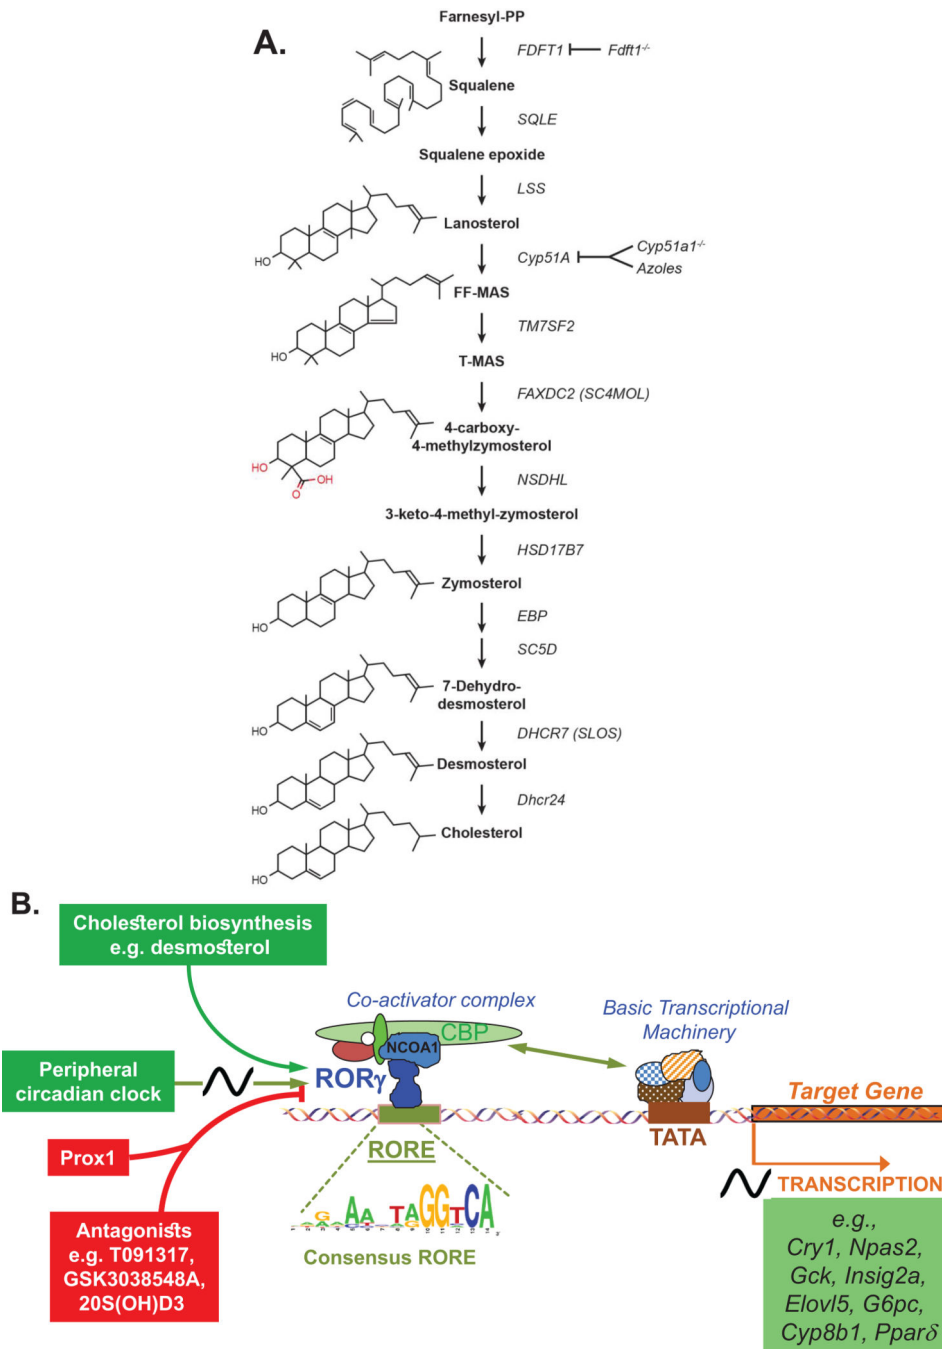 A.
Farnesyl-PP
FDFT1
Fdft1-/-
Squalene
SQLE
Squalene epoxide
LSS
Lanosterol
HO
Cyp51A
Cyp51a1-/-
Azoles
FF-MAS
TM7SF2
HO
T-MAS
FAXDC2 (SC4MOL)
4-carboxy-
4-methylzymosterol
HO
OH
O
NSDHL
3-keto-4-methyl-zymosterol
HSD17B7
Zymosterol
HO
EBP
SC5D
7-Dehydro-
desmosterol
HO
DHCR7 (SLOS)
Desmosterol
HO
Dhcr24
Cholesterol
HO
B.
Cholesterol biosynthesis
e.g. desmosterol
Peripheral
circadian clock
Prox1
Antagonists
e.g. T091317,
GSK3038548A,
20S(OH)D3
Co-activator complex
CBP
NCOA1
RORγ
RORE
Consensus RORE
Basic Transcriptional
Machinery
TATA
Target Gene
TRANSCRIPTION
e.g.,
Cry1, Npas2,
Gck, Insig2a,
Elovl5, G6pc,
Cyp8b1, Pparδ